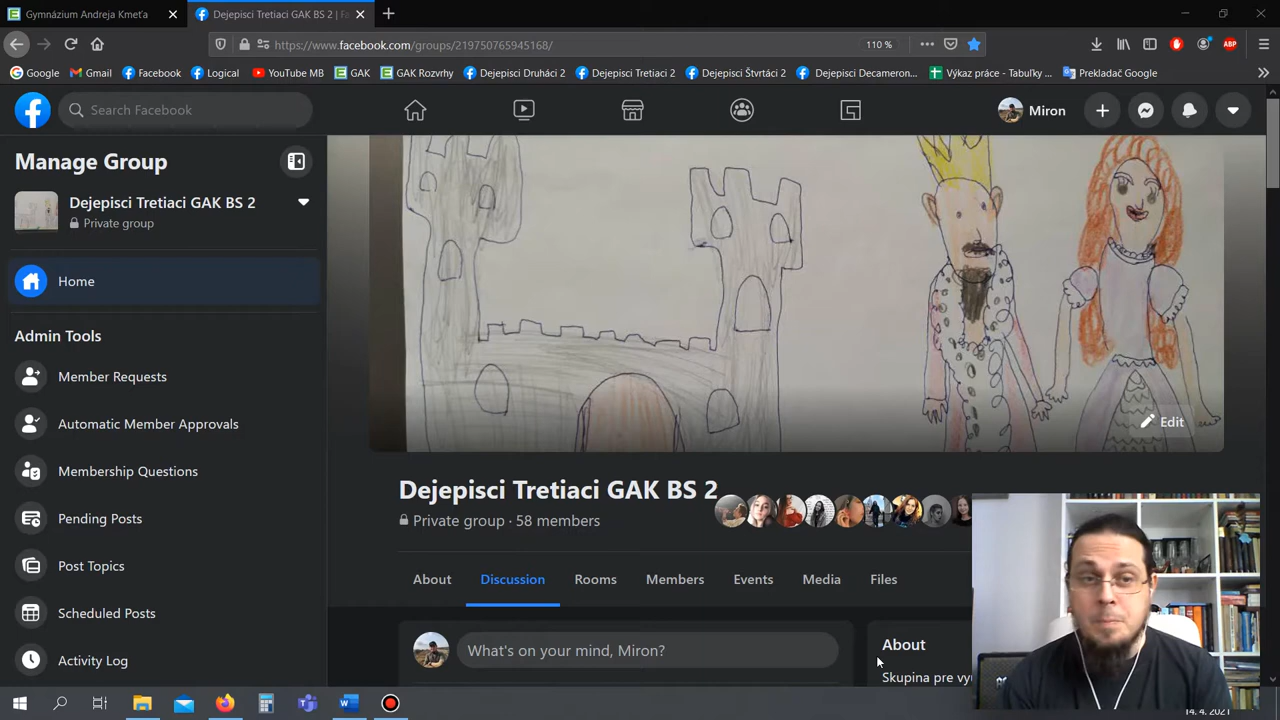 Gymnázium Andreja Kmeťa
Dejepisci Tretiaci GAK BS 2 | Fa
https://www.facebook.com/groups/219750765945168/
110 %
Google Gmail Facebook Logical YouTube MB GAK GAK Rozvrhy Dejepisci Druháci 2 Dejepisci Tretiaci 2 Dejepisci Štvrtáci 2 Dejepisci Decameron... Výkaz práce - Tabuľky ... Prekladač Google
Search Facebook
Miron
Manage Group
Dejepisci Tretiaci GAK BS 2
Private group
Home
Admin Tools
Member Requests
Automatic Member Approvals
Membership Questions
Pending Posts
Post Topics
Scheduled Posts
Activity Log
Edit
Dejepisci Tretiaci GAK BS 2
Private group · 58 members
About Discussion Rooms Members Events Media Files
What's on your mind, Miron?
About
Skupina pre
14. 4. 2021